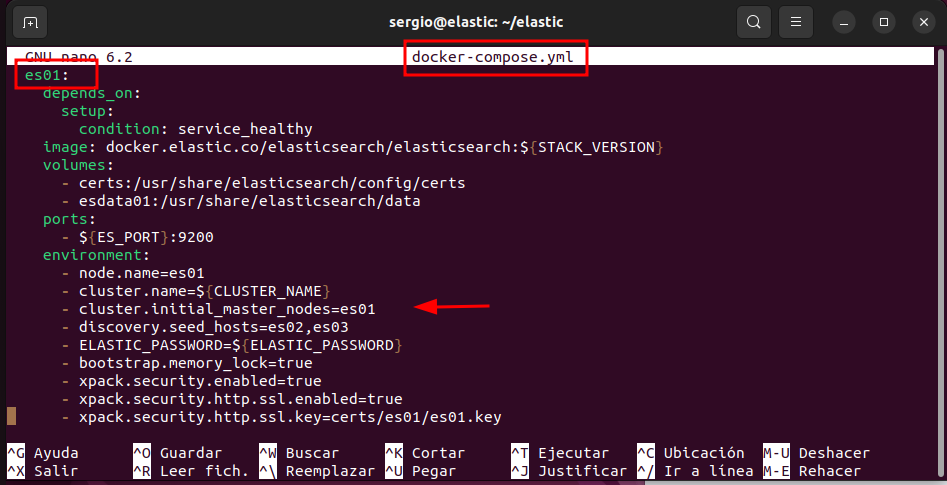 sergio@elastic: ~/elastic
GNU nano 6.2 docker-compose.yml
es01:
depends_on:
setup:
condition: service_healthy
image: docker.elastic.co/elasticsearch/elasticsearch:${STACK_VERSION}
volumes:
- certs:/usr/share/elasticsearch/config/certs
- esdata01:/usr/share/elasticsearch/data
ports:
- ${ES_PORT}:9200
environment:
- node.name=es01
- cluster.name=${CLUSTER_NAME}
- cluster.initial_master_nodes=es01
- discovery.seed_hosts=es02,es03
- ELASTIC_PASSWORD=${ELASTIC_PASSWORD}
- bootstrap.memory_lock=true
- xpack.security.enabled=true
- xpack.security.http.ssl.enabled=true
- xpack.security.http.ssl.key=certs/es01/es01.key
^G Ayuda ^O Guardar ^W Buscar ^K Cortar ^T Ejecutar ^C Ubicación M-U Deshacer
^X Salir ^R Leer fich. ^\ Reemplazar ^U Pegar ^J Justificar ^/ Ir a línea M-E Rehacer